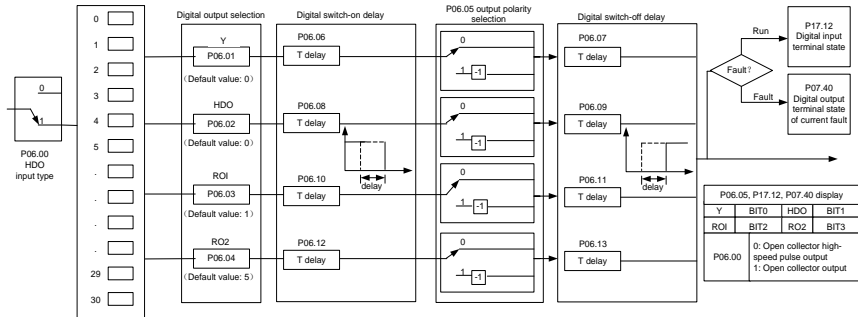 Digital output selection
Digital switch-on delay
P06.05 output polarity
selection
Digital switch-off delay
0
1
2
3
4
5
.
.
.
.
29
30
0
1
P06.00
HDO
input type
Y
P06.01
(Default value: 0)
HDO
P06.02
(Default value: 0)
ROI
P06.03
(Default value: 1)
RO2
P06.04
(Default value: 5)
P06.06
T delay
P06.08
T delay
delay
P06.10
T delay
P06.12
T delay
0
1
-1
0
1
-1
0
1
-1
0
1
-1
P06.07
T delay
P06.09
T delay
delay
P06.11
T delay
P06.13
T delay
Run
Fault?
Fault
P17.12
Digital input
terminal state
P07.40
Digital output
terminal state
of current fault
P06.05, P17.12, P07.40 display
Y BIT0 HDO BIT1
ROI BIT2 RO2 BIT3
P06.00
0: Open collector high-
speed pulse output
1: Open collector output